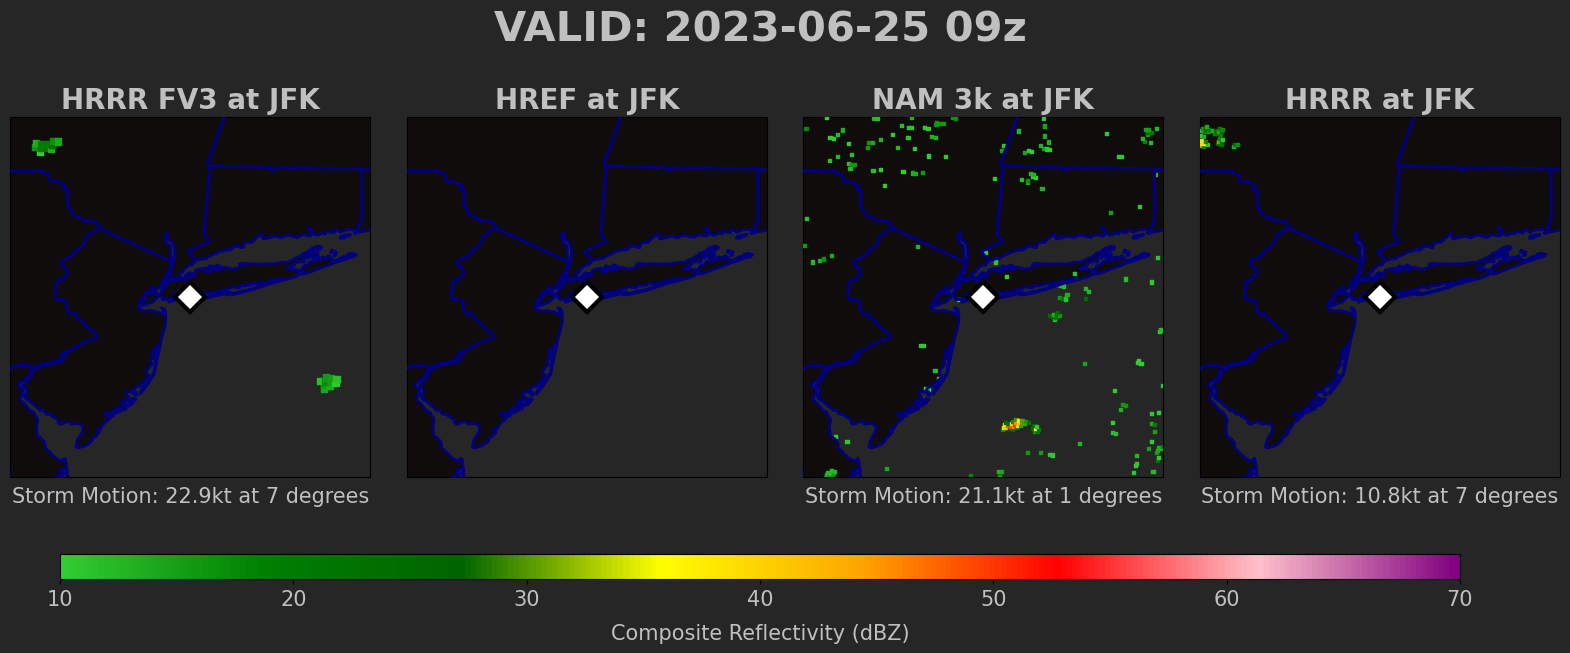 VALID: 2023-06-25 09z
HRRR FV3 at JFK
HREF at JFK
NAM 3k at JFK
HRRR at JFK
Storm Motion: 22.9kt at 7 degrees
Storm Motion: 21.1kt at 1 degrees
Storm Motion: 10.8kt at 7 degrees
10 20 30 40 50 60 70
Composite Reflectivity (dBZ)